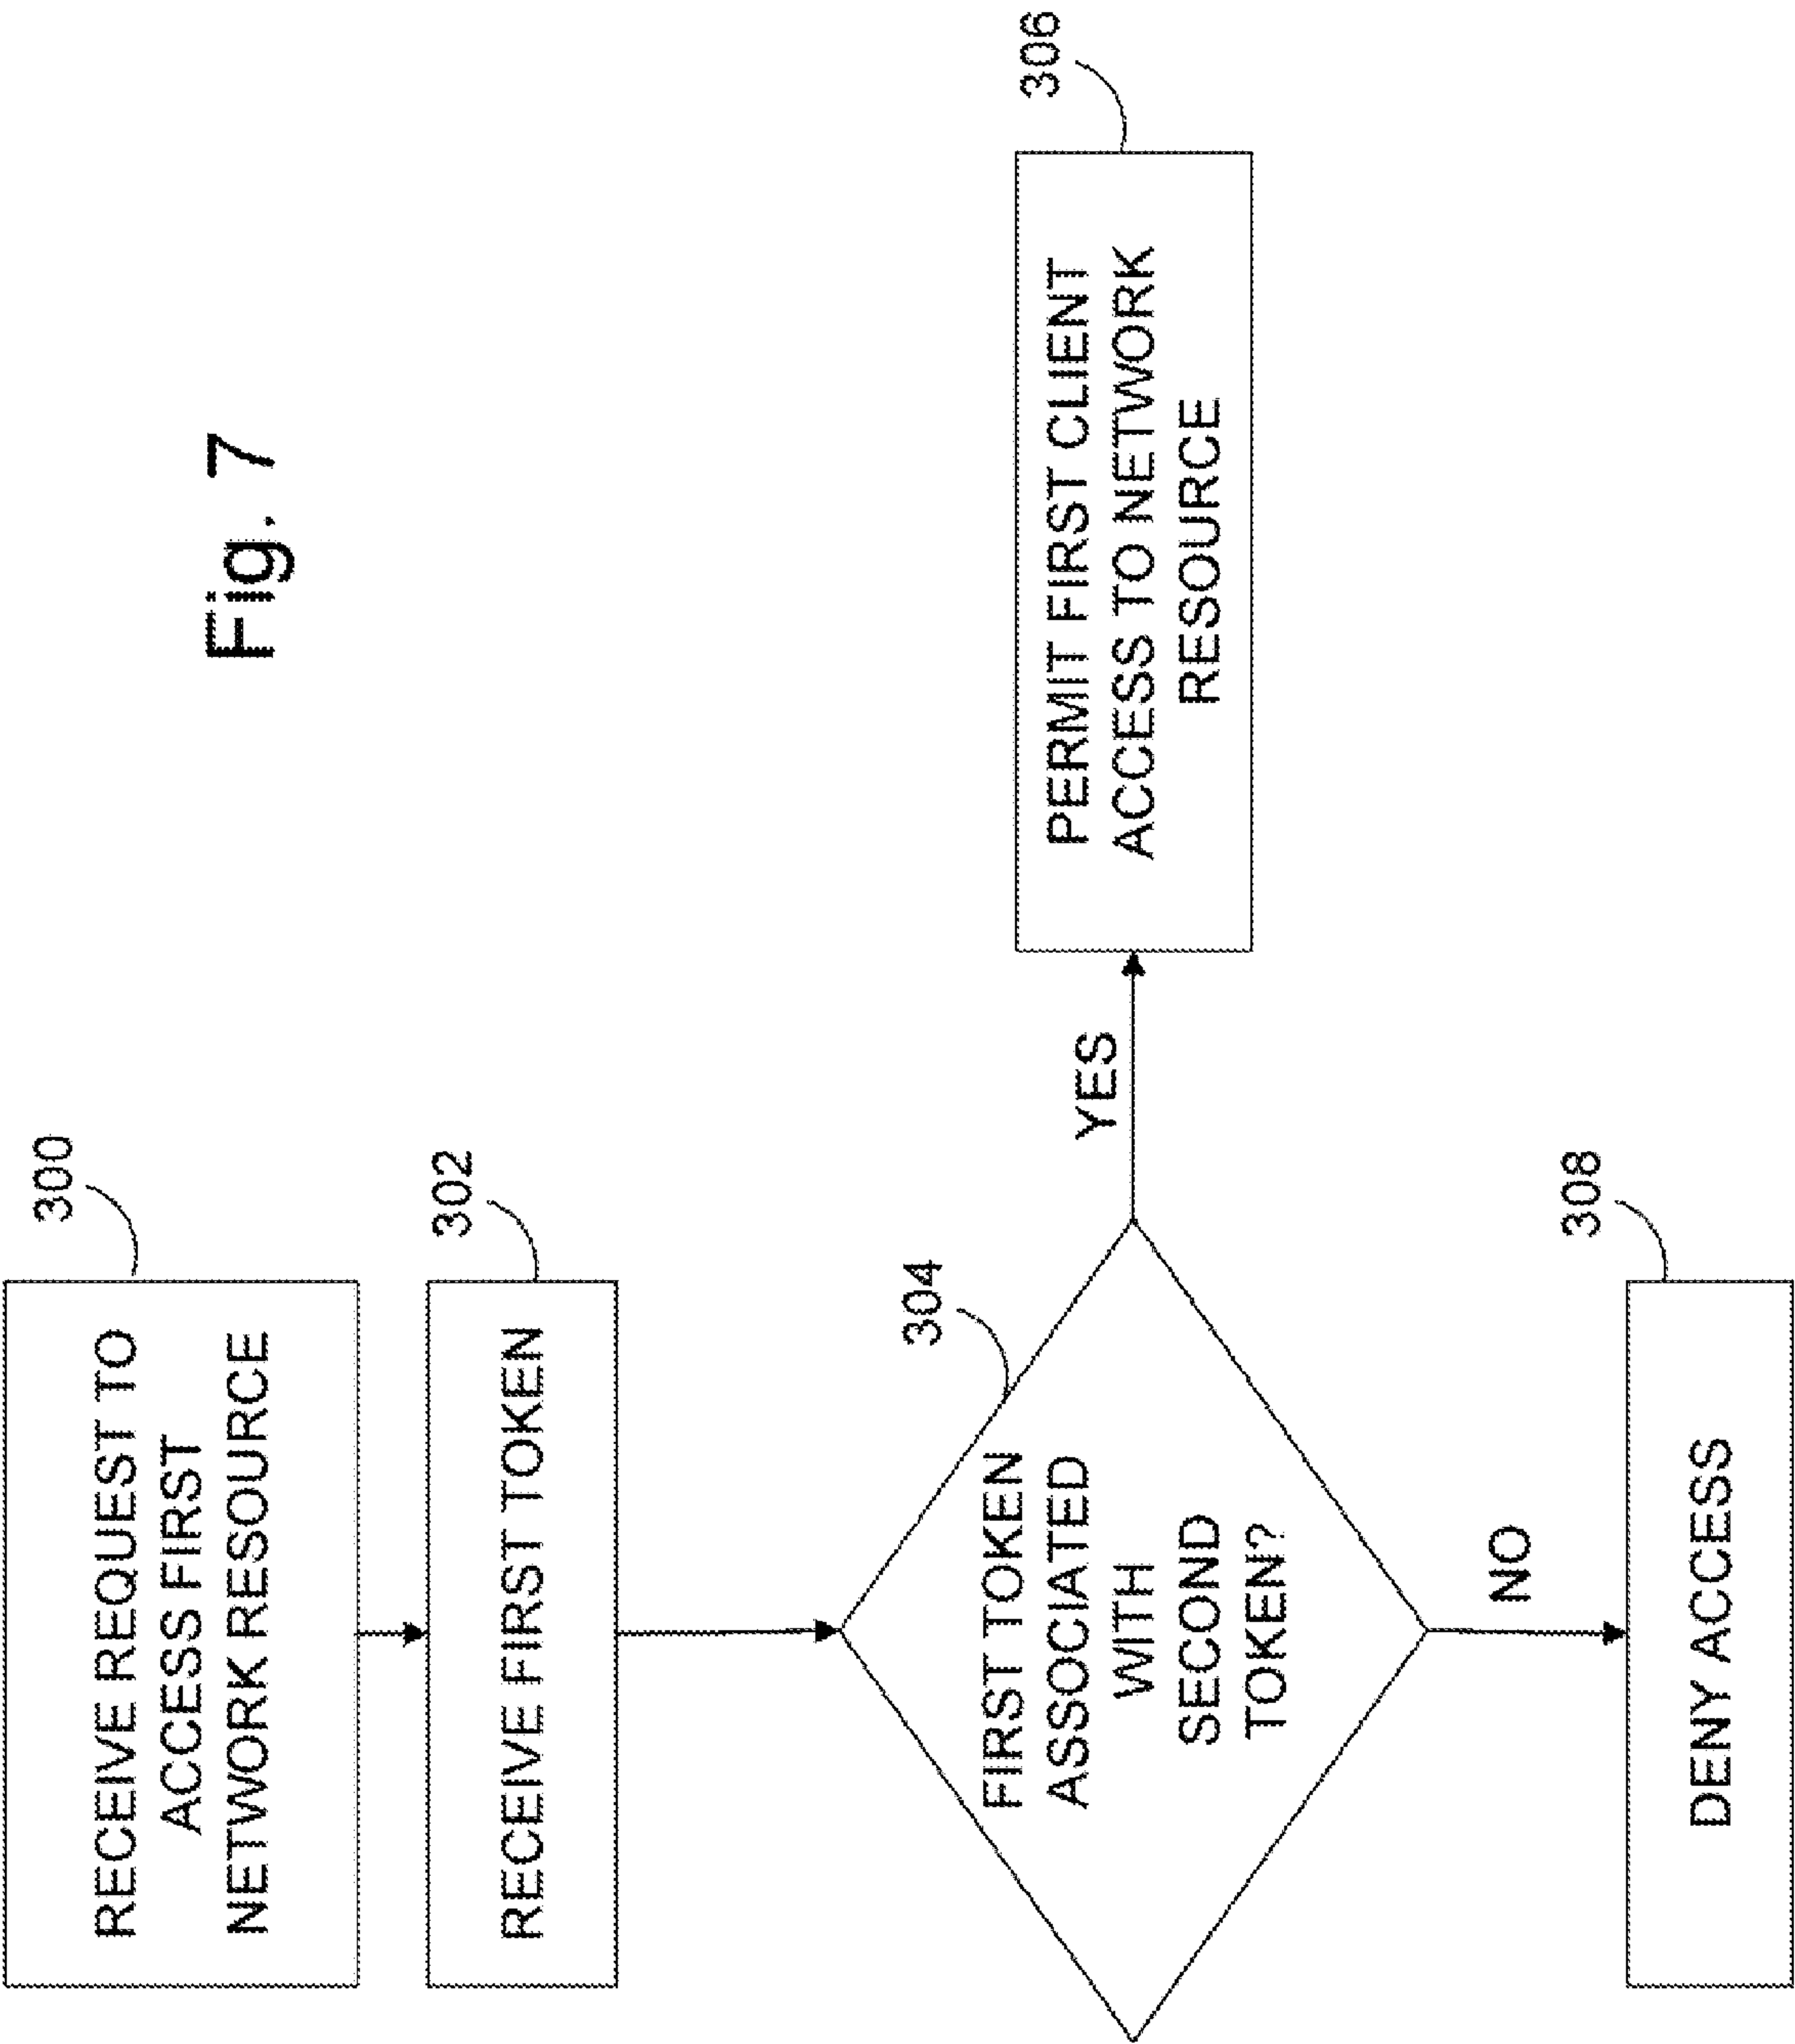 Fig. 7
300
RECEIVE REQUEST TO
ACCESS FIRST
NETWORK RESOURCE
302
RECEIVE FIRST TOKEN
304
FIRST TOKEN
ASSOCIATED
WITH
SECOND
TOKEN?
YES
306
PERMIT FIRST CLIENT
ACCESS TO NETWORK
RESOURCE
NO
308
DENY ACCESS